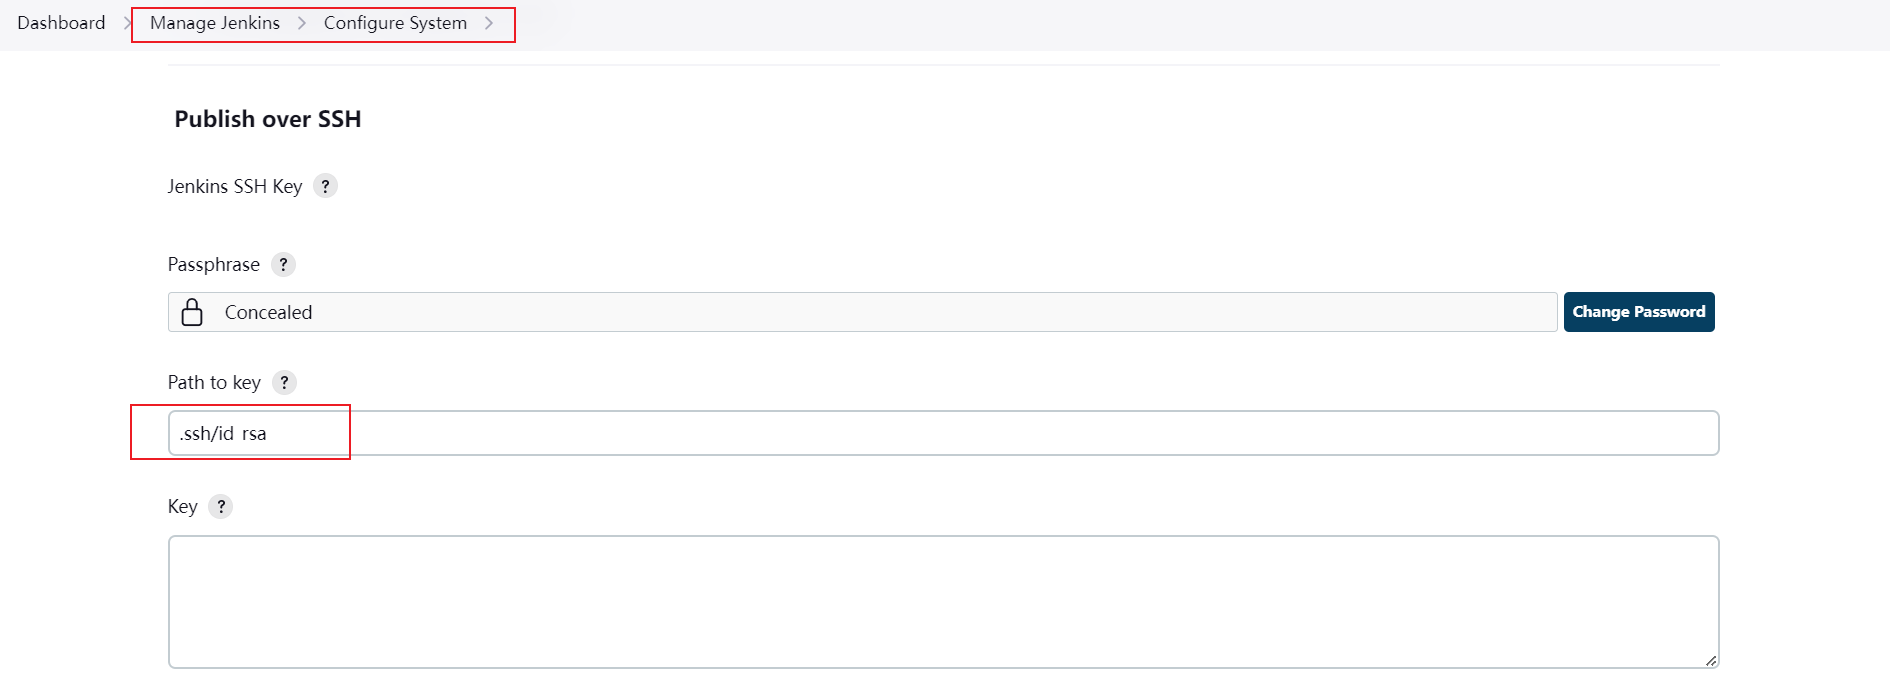 Dashboard > Manage Jenkins > Configure System >
Publish over SSH
Jenkins SSH Key ?
Passphrase ?
Concealed Change Password
Path to key ?
.ssh/id_rsa
Key ?